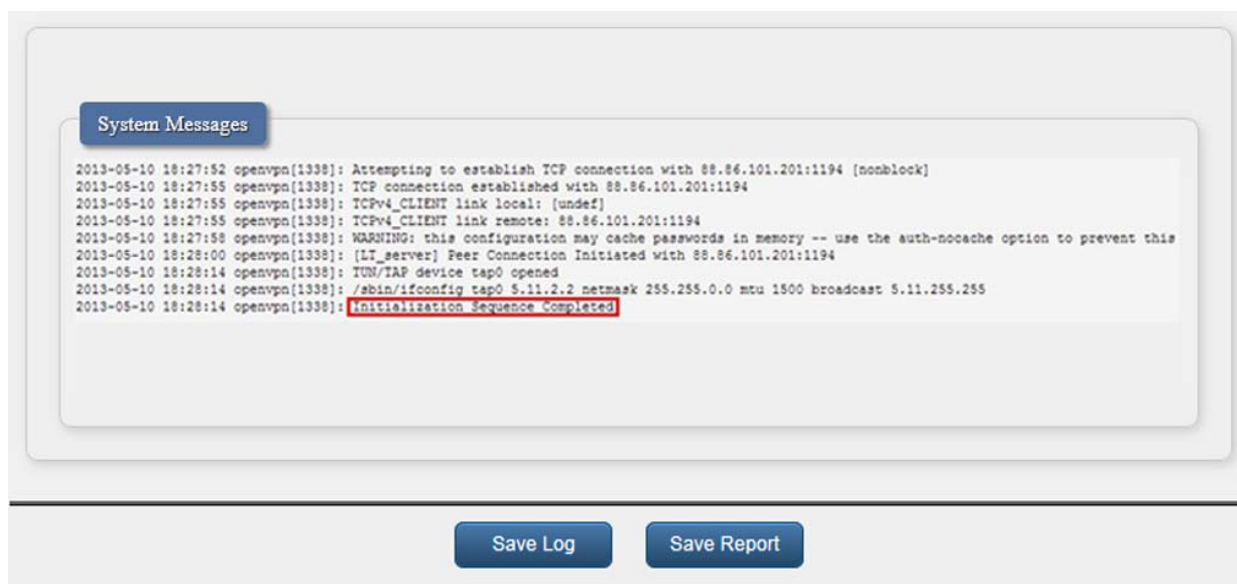 System Messages
2013-05-10 18:27:52 openvpn[1338]: Attempting to establish TCP connection with 88.86.101.201:1194 [nonblock]
2013-05-10 18:27:55 openvpn[1338]: TCP connection established with 88.86.101.201:1194
2013-05-10 18:27:55 openvpn[1338]: TCPv4_CLIENT link local: [undef]
2013-05-10 18:27:55 openvpn[1338]: TCPv4_CLIENT link remote: 88.86.101.201:1194
2013-05-10 18:27:58 openvpn[1338]: WARNING: this configuration may cache passwords in memory -- use the auth-nocache option to prevent this
2013-05-10 18:28:00 openvpn[1338]: [LT_server] Peer Connection Initiated with 88.86.101.201:1194
2013-05-10 18:28:14 openvpn[1338]: TUN/TAP device tap0 opened
2013-05-10 18:28:14 openvpn[1338]: /sbin/ifconfig tap0 5.11.2.2 netmask 255.255.0.0 mtu 1500 broadcast 5.11.255.255
2013-05-10 18:28:14 openvpn[1338]: Initialization Sequence Completed
Save Log
Save Report